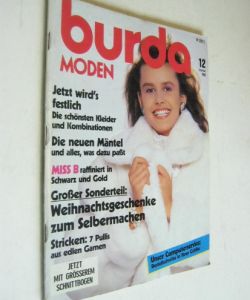 burda
MODEN
12
Jetzt wird's
festlich
Die schönsten Kleider
und Kombinationen
Die neuen Mäntel
und alles, was dazu paßt
MISS B raffiniert in
Schwarz und Gold
Großer Sonderteil:
Weihnachtsgeschenke
zum Selbermachen
Stricken: 7 Pullis
aus edlen Garnen
JETZT
MIT GRÖSSEREM
SCHNITTBOGEN